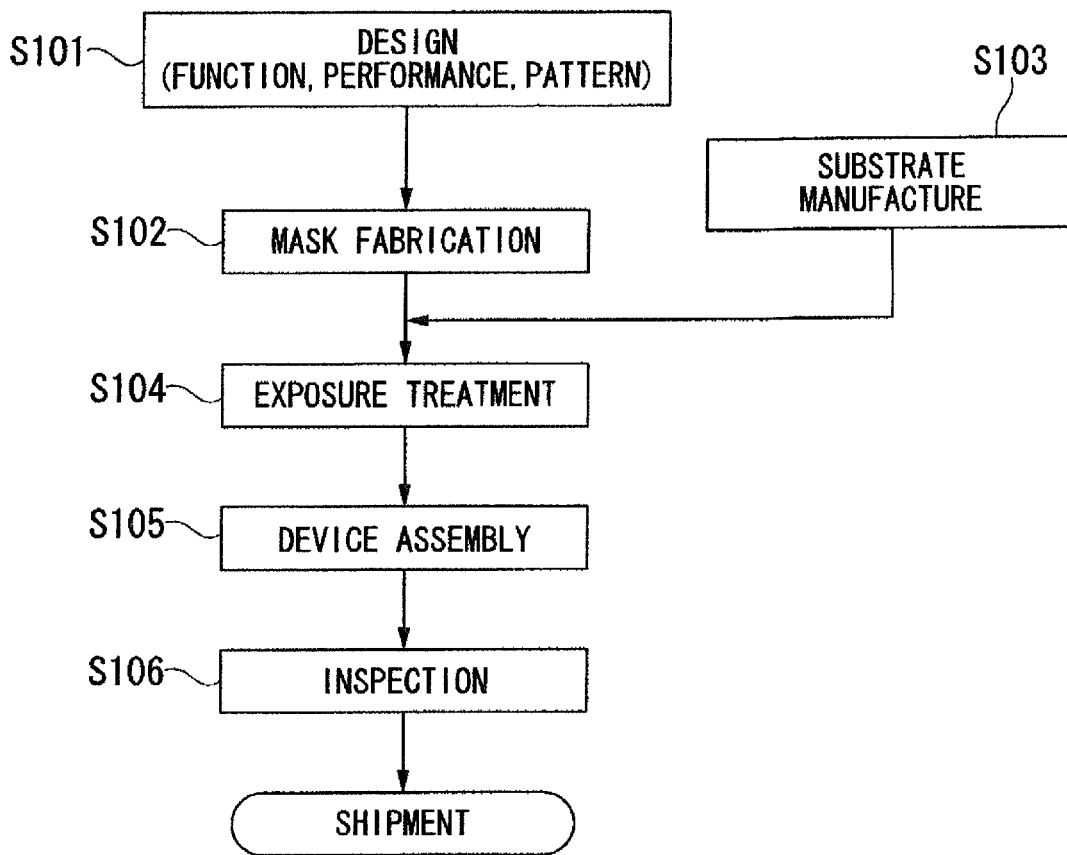 S101
DESIGN
(FUNCTION, PERFORMANCE, PATTERN)
S103
SUBSTRATE
MANUFACTURE
S102
MASK FABRICATION
S104
EXPOSURE TREATMENT
S105
DEVICE ASSEMBLY
S106
INSPECTION
SHIPMENT